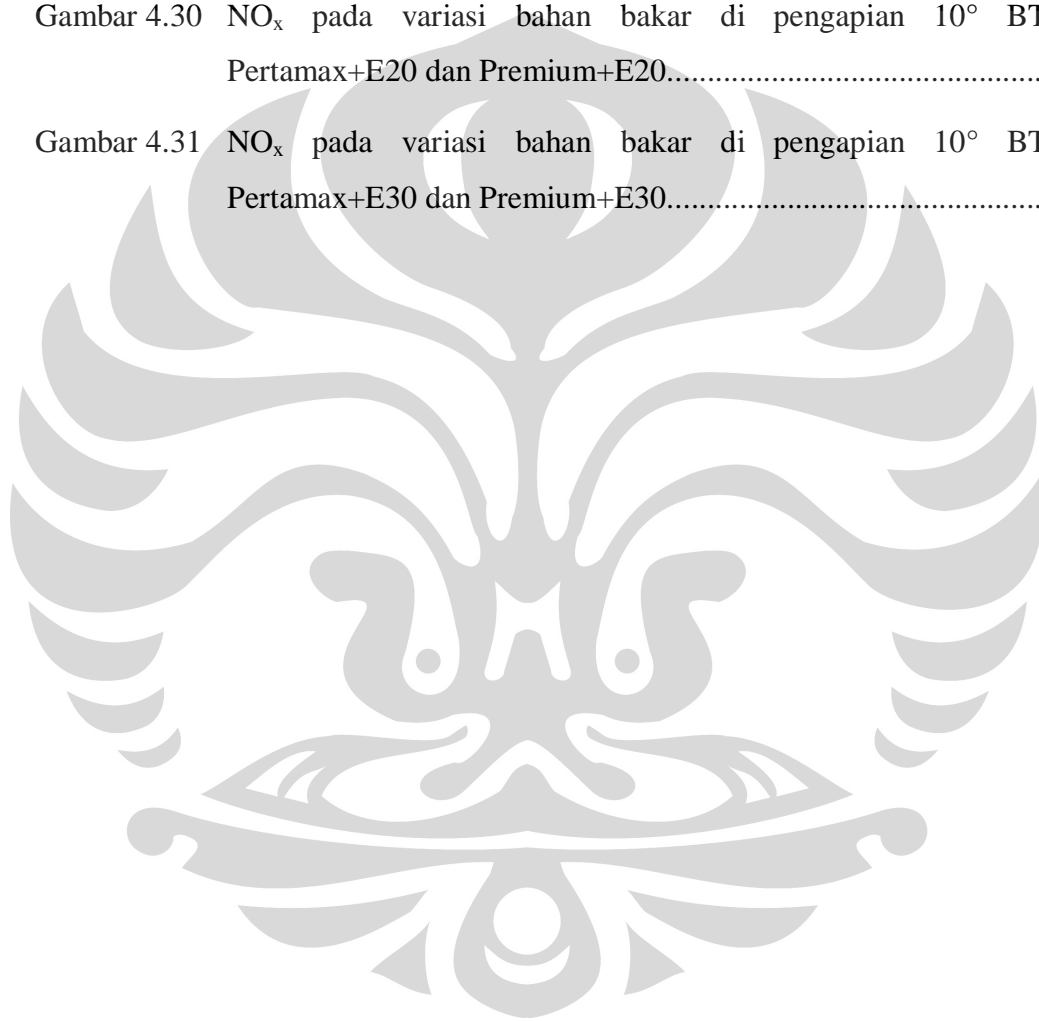 Gambar 4.30 NOₓ pada variasi bahan bakar di pengapian 10° BT
Pertamax+E20 dan Premium+E20...............................................
Gambar 4.31 NOₓ pada variasi bahan bakar di pengapian 10° BT
Pertamax+E30 dan Premium+E30...............................................